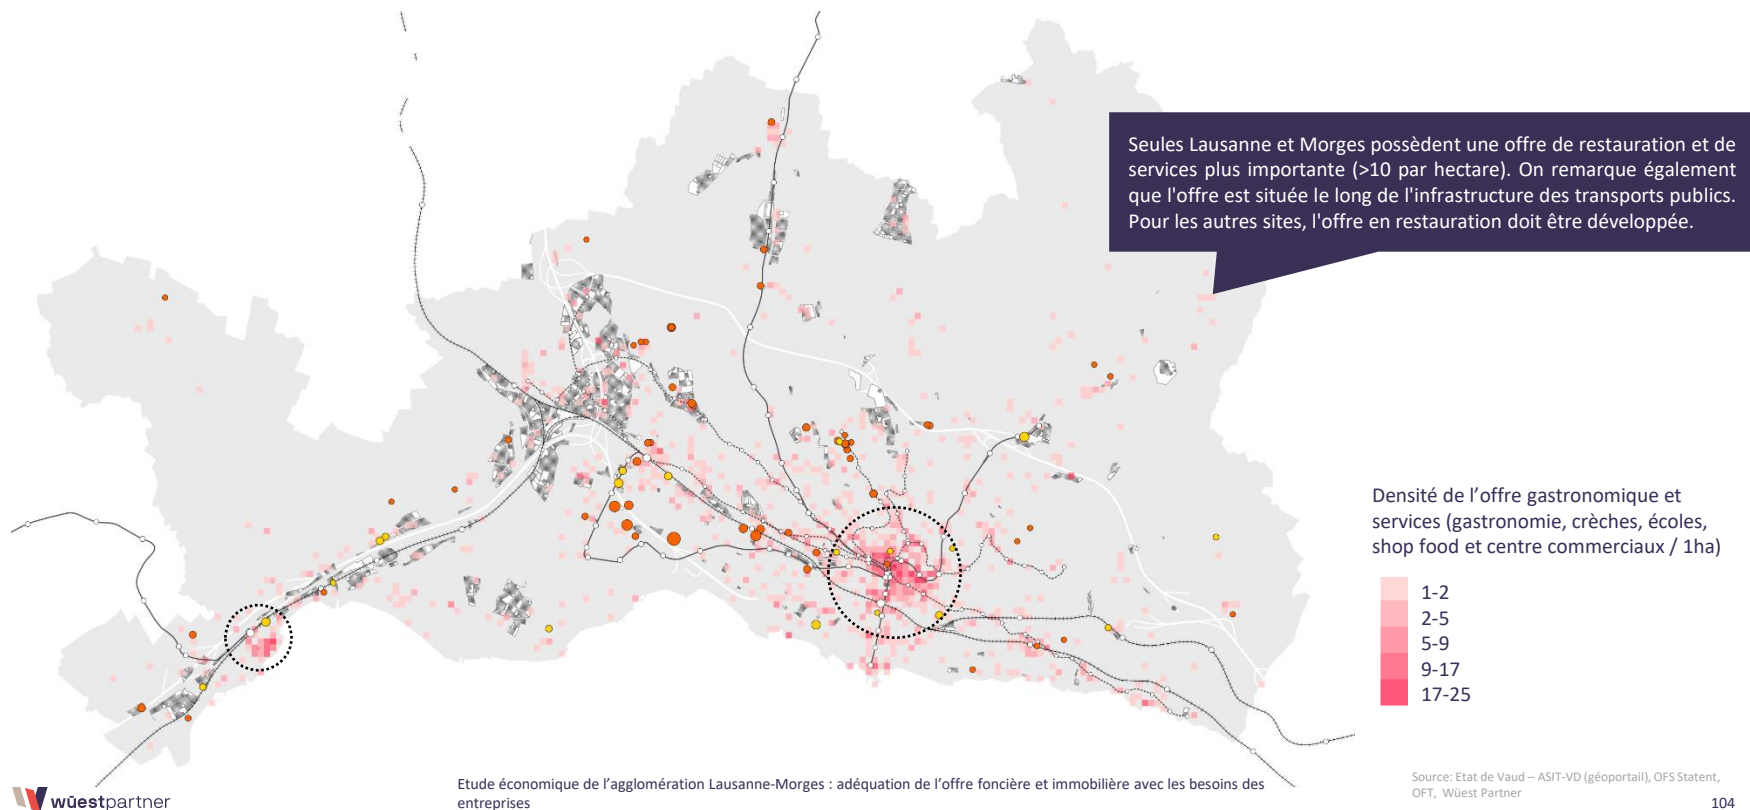 Seules Lausanne et Morges possèdent une offre de restauration et de
services plus importante (>10 par hectare). On remarque également
que l'offre est située le long de l'infrastructure des transports publics.
Pour les autres sites, l'offre en restauration doit être développée.
Densité de l’offre gastronomique et
services (gastronomie, crèches, écoles,
shop food et centre commerciaux / 1ha)
1-2
2-5
5-9
9-17
17-25
wüestpartner
Etude économique de l’agglomération Lausanne-Morges : adéquation de l’offre foncière et immobilière avec les besoins des
entreprises
Source: Etat de Vaud – ASIT-VD (géoportail), OFS Statent,
OFT, Wüest Partner
104